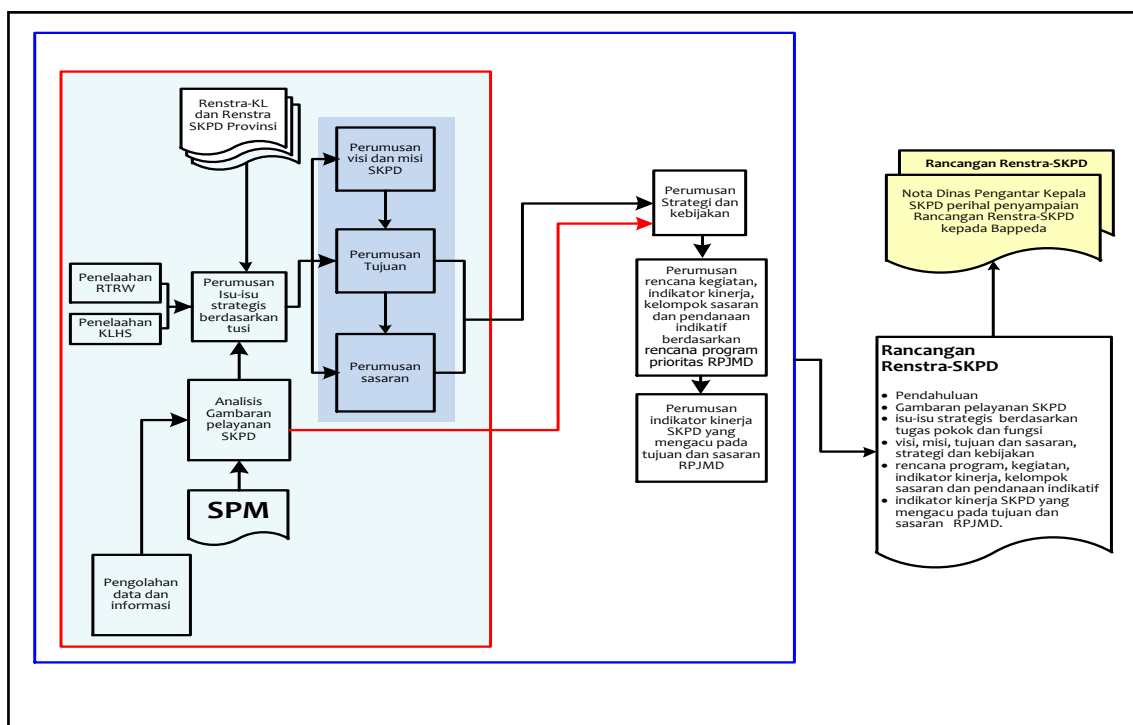 Renstra-KL
dan Renstra
SKPD Provinsi
Perumusan
visi dan misi
SKPD
Penelaahan
RTRW
Penelaahan
KLHS
Perumusan
Isu-isu
strategis
berdasarkan
tusi
Perumusan
Tujuan
Perumusan
sasaran
Analisis
Gambaran
pelayanan
SKPD
SPM
Pengolahan
data dan
informasi
Perumusan
Strategi dan
kebijakan
Perumusan
rencana kegiatan,
indikator kinerja,
kelompok sasaran
dan pendanaan
indikatif
berdasarkan
rencana program
prioritas RPJMD
Perumusan
indikator kinerja
SKPD yang
mengacu pada
tujuan dan sasaran
RPJMD
Rancangan Renstra-SKPD
Nota Dinas Pengantar Kepala
SKPD perihal penyampaian
Rancangan Renstra-SKPD
kepada Bappeda
Rancangan
Renstra-SKPD
• Pendahuluan
• Gambaran pelayanan SKPD
• isu-isu strategis berdasarkan
tugas pokok dan fungsi
• visi, misi, tujuan dan sasaran,
strategi dan kebijakan
• rencana program, kegiatan,
indikator kinerja, kelompok
sasaran dan pendanaan indikatif
• indikator kinerja SKPD yang
mengacu pada tujuan dan
sasaran RPJMD.